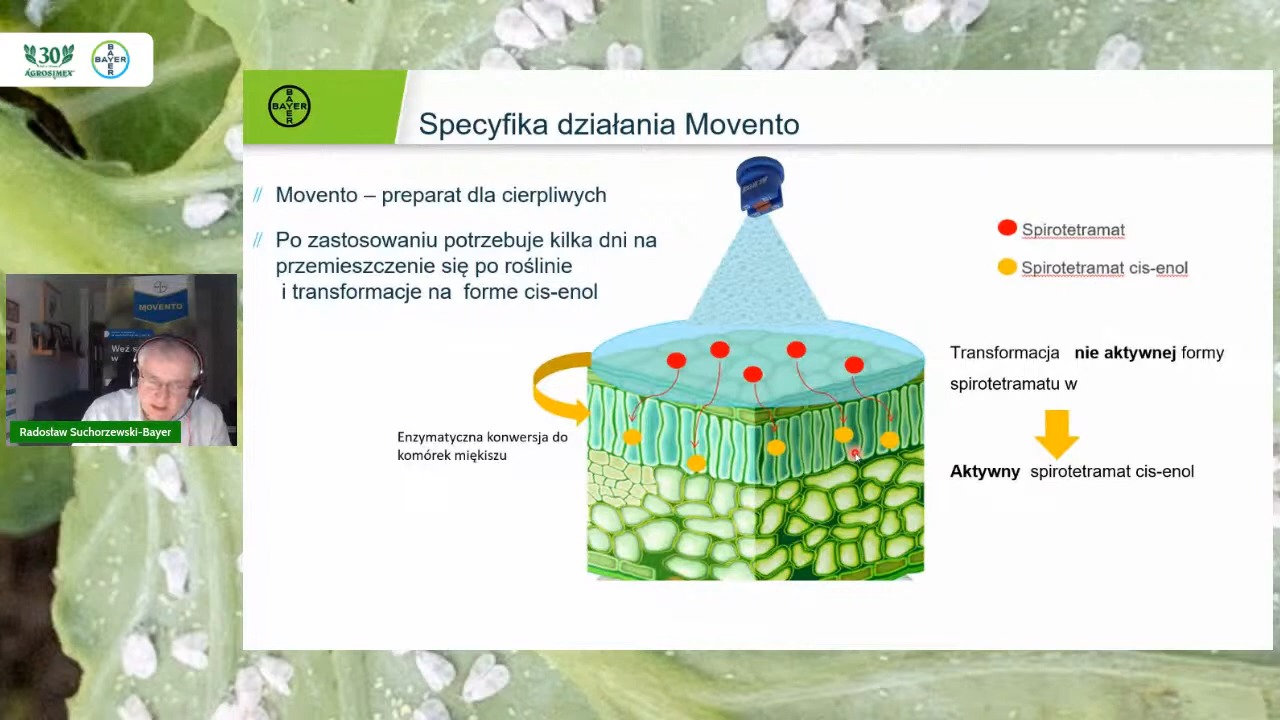 30
AGROSIMEX
BAYER
BAYER
BAYER
BAYER
Specyfika działania Movento
// Movento – preparat dla cierpliwych
// Po zastosowaniu potrzebuje kilka dni na
przemieszczenie się po roślinie
i transformacje na forme cis-enol
Spirotetramat
Spirotetramat cis-enol
MOVENTO
Radosław Suchorzewski-Bayer
Enzymatyczna konwersja do
komórek miękiszu
Transformacja nie aktywnej formy
spirotetramatu w
Aktywny spirotetramat cis-enol